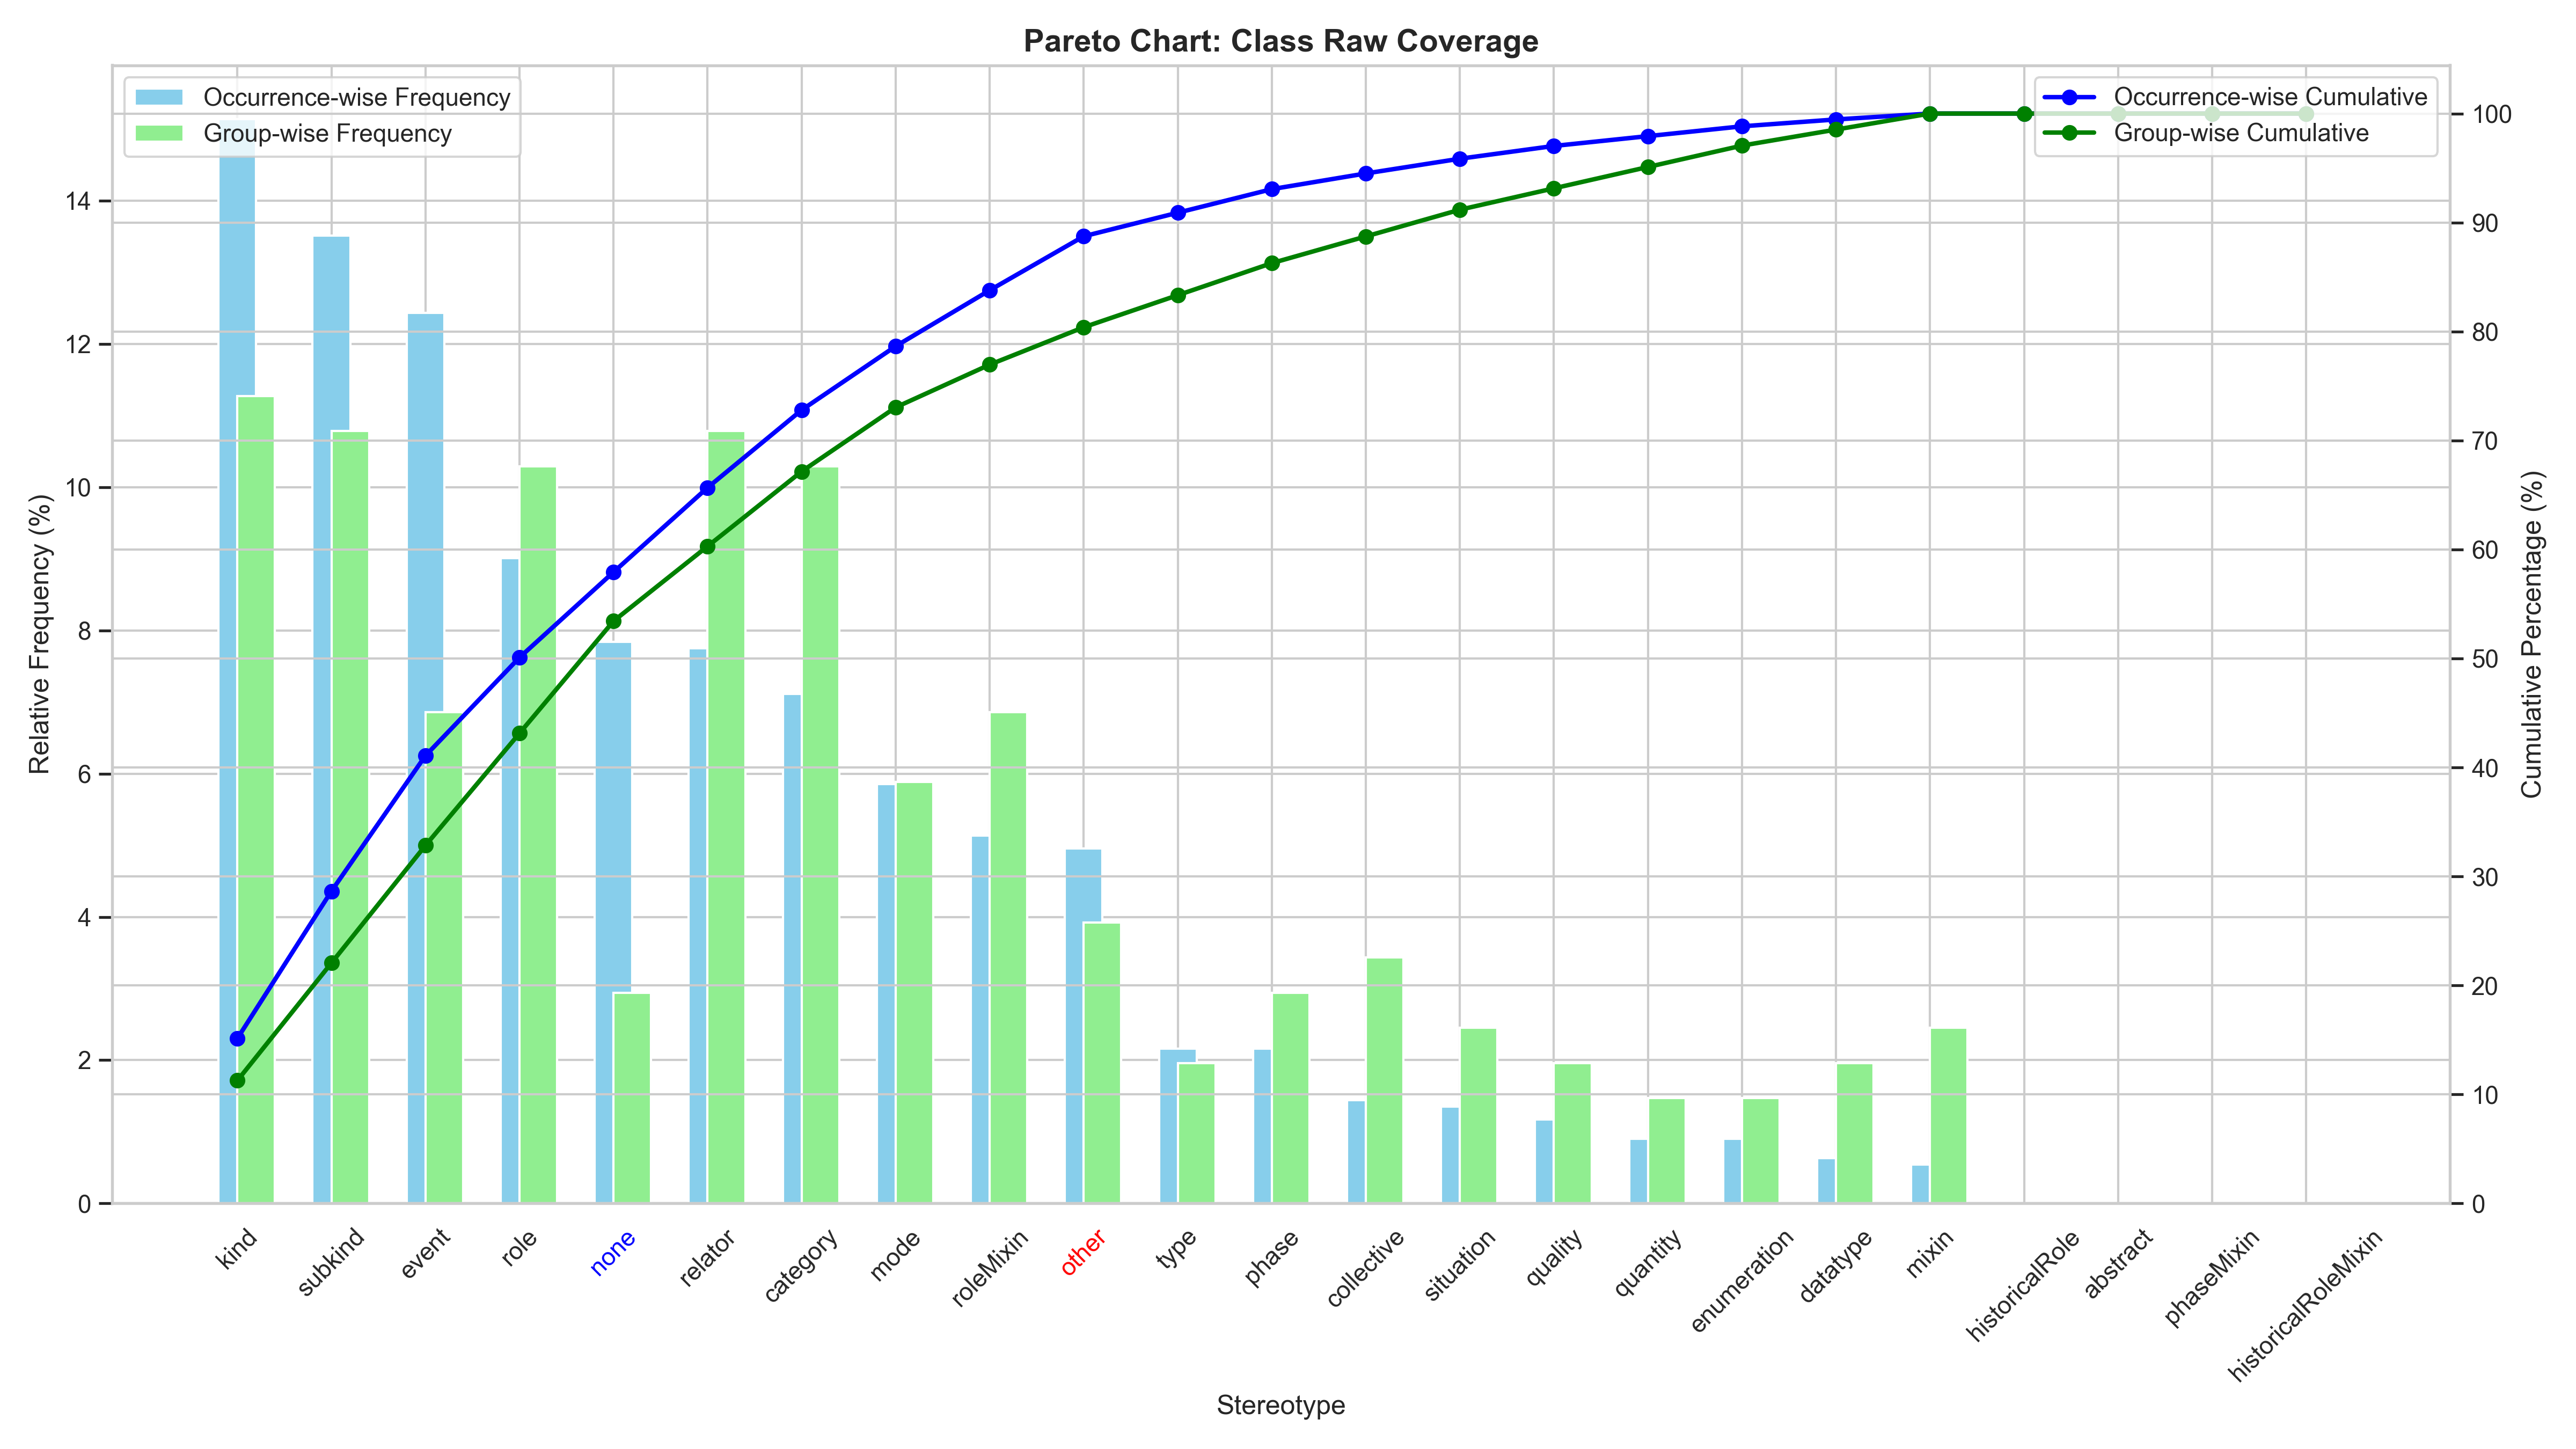 Pareto Chart: Class Raw Coverage
Occurrence-wise Frequency
Group-wise Frequency
Occurrence-wise Cumulative
Group-wise Cumulative
Relative Frequency (%)
14
12
10
8
6
4
2
0
100
90
80
70
60
50
40
30
20
10
0
Cumulative Percentage (%)
kind
subkind
event
role
none
relator
category
mode
roleMixin
other
type
phase
collective
situation
quality
quantity
enumeration
datatype
mixin
historicalRole
abstract
phaseMixin
historicalRoleMixin
Stereotype